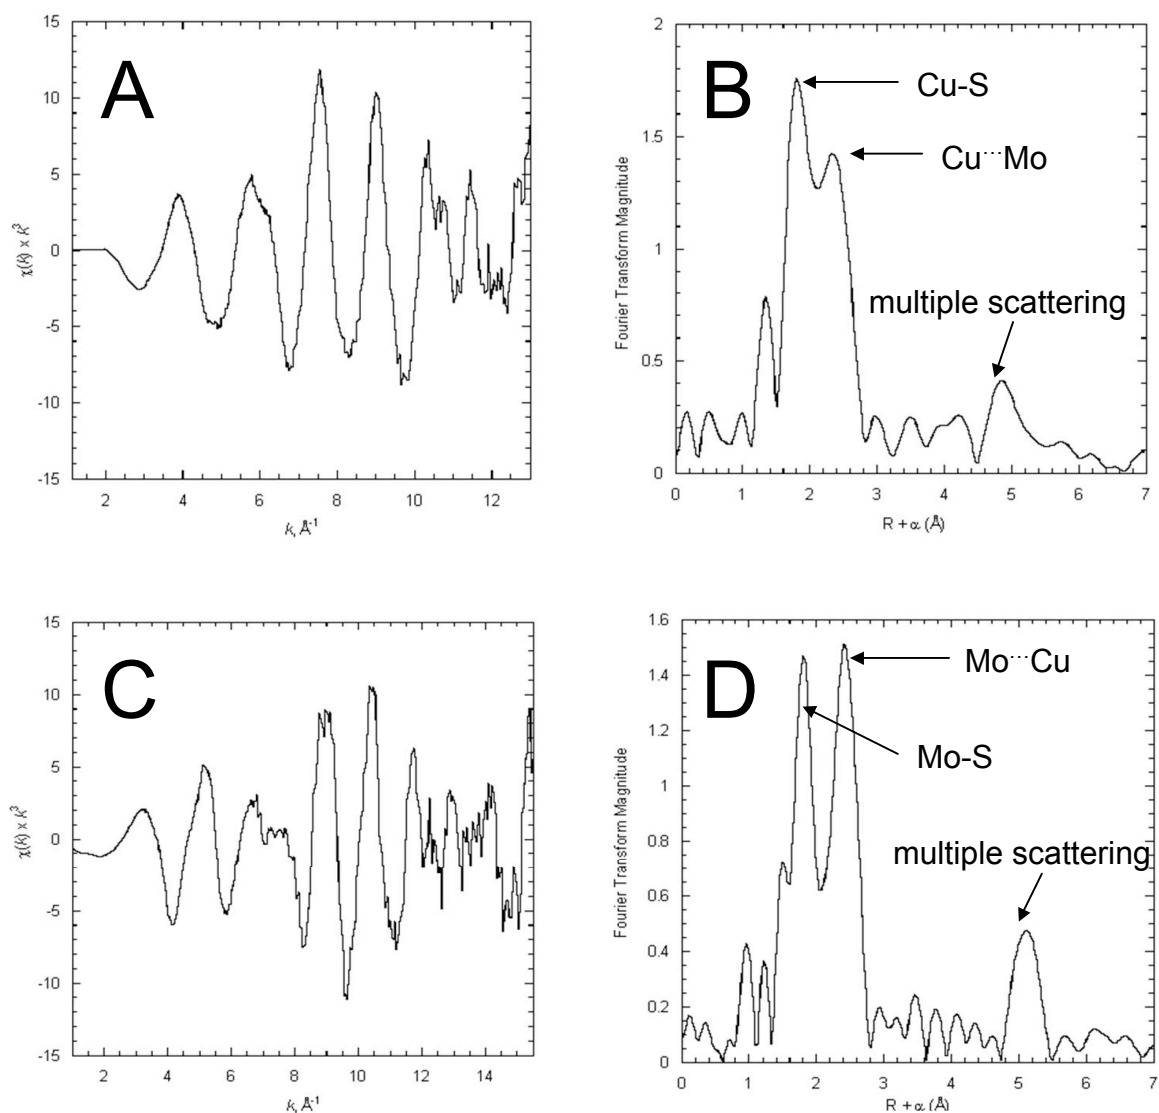 A
15
10
5
0
-5
-10
-15
χ(k) x k³
2 4 6 8 10 12
k, Å⁻¹
B
2
1.5
1
0.5
0
Fourier Transform Magnitude
Cu-S
Cu···Mo
multiple scattering
0 1 2 3 4 5 6 7
R + α (Å)
C
15
10
5
0
-5
-10
-15
χ(k) x k³
2 4 6 8 10 12 14
k, Å⁻¹
D
1.6
1.4
1.2
1
0.8
0.6
0.4
0.2
0
Fourier Transform Magnitude
Mo···Cu
Mo-S
multiple scattering
0 1 2 3 4 5 6 7
R + α (Å)